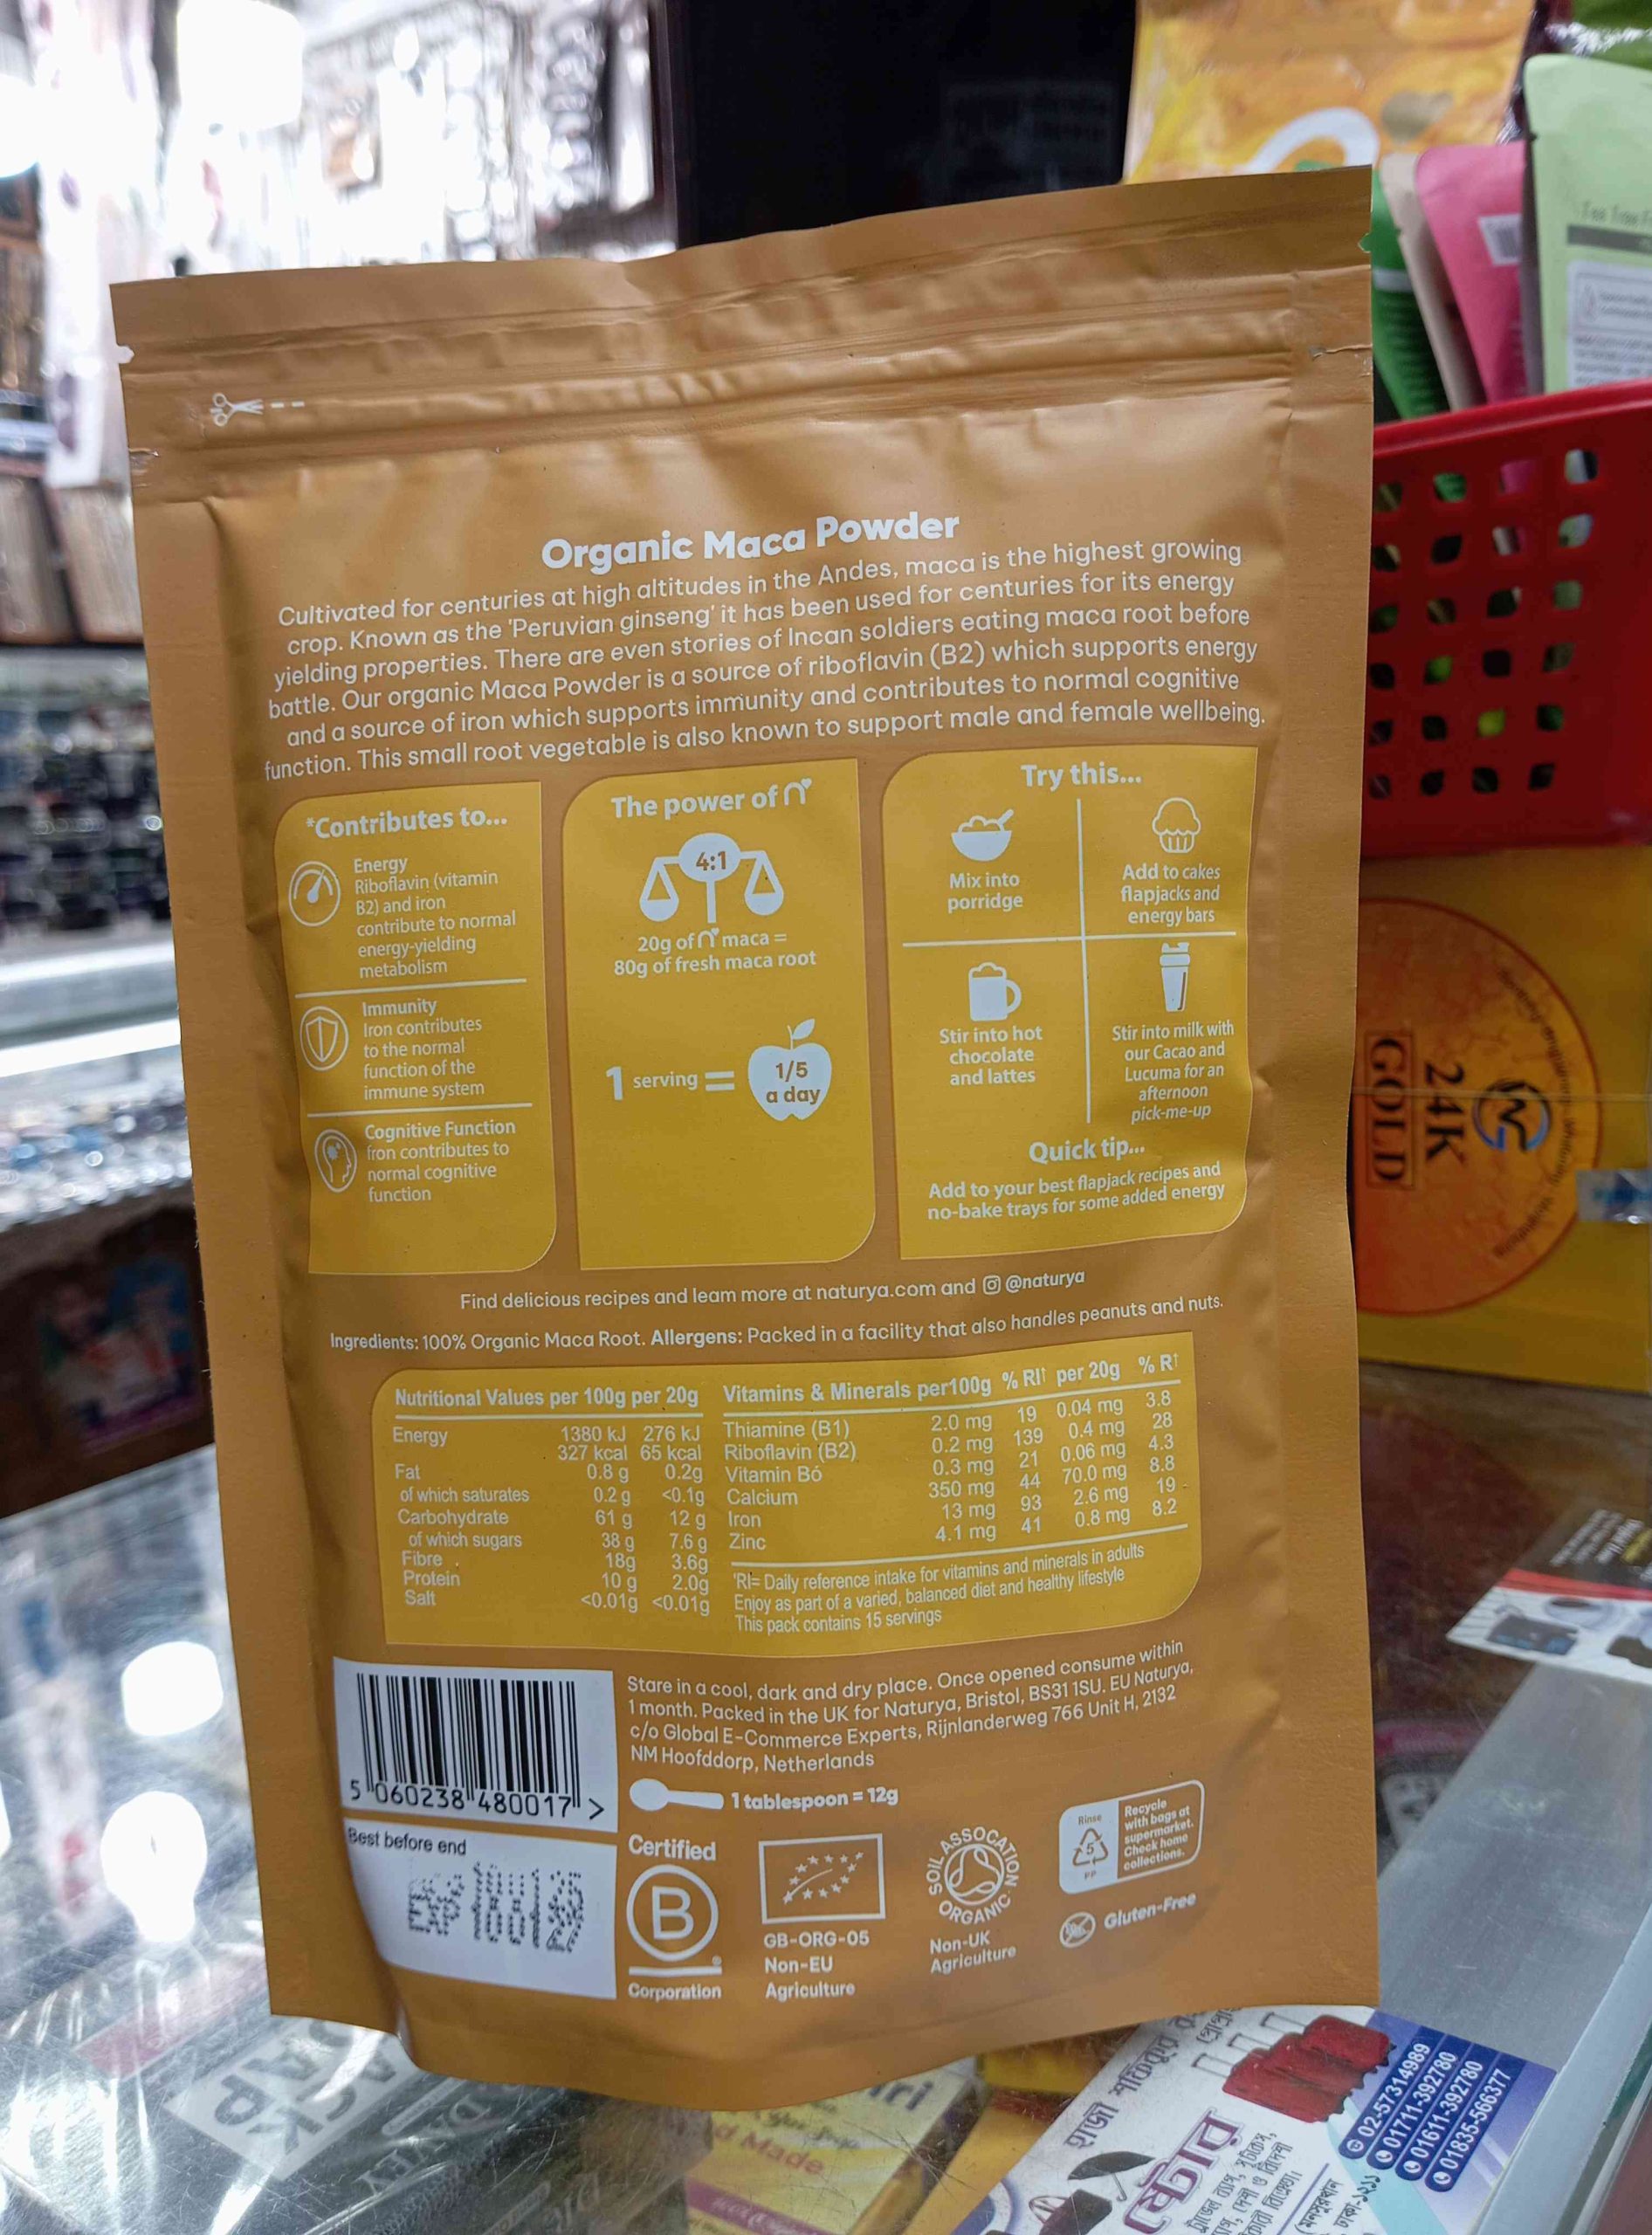 Organic Maca Powder
Cultivated for centuries at high altitudes in the Andes, maca is the highest growing
crop. Known as the 'Peruvian ginseng' it has been used for centuries for its energy
yielding properties. There are even stories of Incan soldiers eating maca root before
battle. Our organic Maca Powder is a source of riboflavin (B2) which supports energy
and a source of iron which supports immunity and contributes to normal cognitive
function. This small root vegetable is also known to support male and female wellbeing.
*Contributes to...
Energy
Riboflavin (vitamin
B2) and iron
contribute to normal
energy-yielding
metabolism
Immunity
Iron contributes
to the normal
function of the
immune system
Cognitive Function
fron contributes to
normal cognitive
function
The power of
4:1
20g of maca =
80g of fresh maca root
1 serving =
1/5
a day
Try this...
Mix into
porridge
Add to cakes
flapjacks and
energy bars
Stir into hot
chocolate
and lattes
Stir into milk with
our Cacao and
Lucuma for an
afternoon
pick-me-up
Quick tip...
Add to your best flapjack recipes and
no-bake trays for some added energy
Find delicious recipes and leam more at naturya.com and @naturya
Ingredients: 100% Organic Maca Root. Allergens: Packed in a facility that also handles peanuts and nuts.
Nutritional Values per 100g per 20g
Energy 1380 kJ 276 kJ
327 kcal 65 kcal
Fat 0.8 g 0.2g
of which saturates 0.2 g <0.1g
Carbohydrate 61 g 12 g
of which sugars 38 g 7.6 g
Fibre 18g 3.6g
Protein 10 g 2.0g
Salt <0.01g <0.01g
Vitamins & Minerals per100g % RI† per 20g % R†
Thiamine (B1) 2.0 mg 19 0.04 mg 3.8
Riboflavin (B2) 0.2 mg 139 0.4 mg 28
Vitamin Bó 0.3 mg 21 0.06 mg 4.3
Calcium 350 mg 44 70.0 mg 8.8
Iron 13 mg 93 2.6 mg 19
Zinc 4.1 mg 41 0.8 mg 8.2
'RI= Daily reference intake for vitamins and minerals in adults
Enjoy as part of a varied, balanced diet and healthy lifestyle
This pack contains 15 servings
5 060238 480017 >
Stare in a cool, dark and dry place. Once opened consume within
1 month. Packed in the UK for Naturya, Bristol, BS31 1SU. EU Naturya,
c/o Global E-Commerce Experts, Rijnlanderweg 766 Unit H, 2132
NM Hoofddorp, Netherlands
1 tablespoon = 12g
Best before end
Certified
B
Corporation
GB-ORG-05
Non-EU
Agriculture
SOIL ASSOCATION
ORGANIC
Non-UK
Agriculture
Rinse
5
PP
Recycle
with bags at
supermarket.
Check home
collections.
Gluten-Free
24K
GOLD
02-57314989
01711-392780
01611-392780
01835-566377